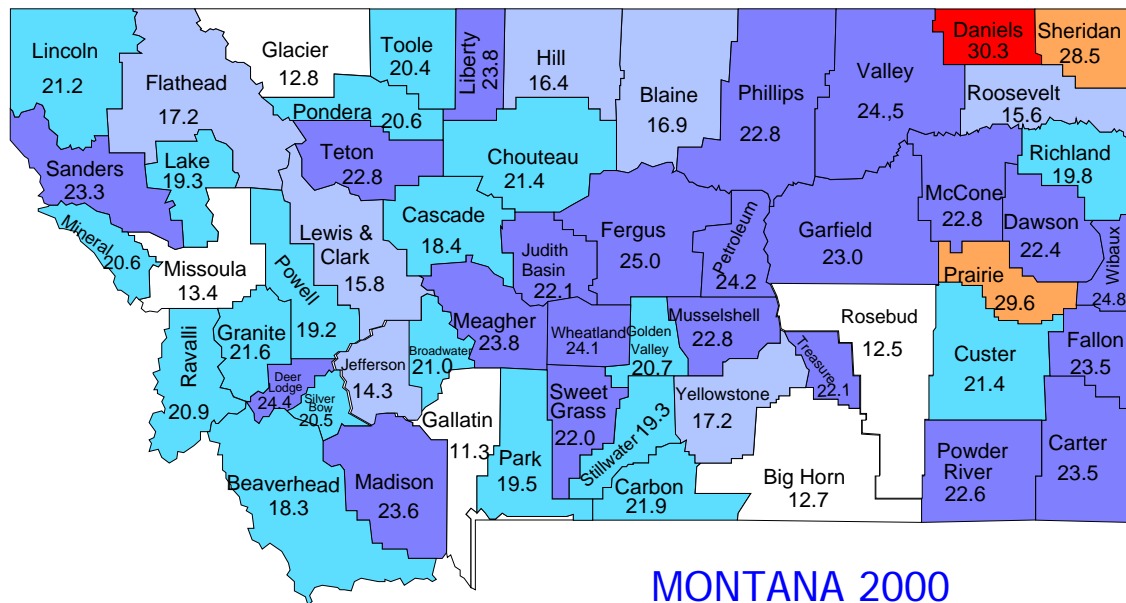 Lincoln
21.2
Flathead
17.2
Glacier
12.8
Toole
20.4
Liberty
23.8
Hill
16.4
Blaine
16.9
Phillips
22.8
Valley
24.,5
Daniels
30.3
Sheridan
28.5
Roosevelt
15.6
Pondera
20.6
Teton
22.8
Chouteau
21.4
Sanders
23.3
Lake
19.3
Richland
19.8
McCone
22.8
Dawson
22.4
Wibaux
24.8
Mineral
20.6
Missoula
13.4
Powell
19.2
Lewis &
Clark
15.8
Cascade
18.4
Judith
Basin
22.1
Fergus
25.0
Petroleum
24.2
Garfield
23.0
Prairie
29.6
Ravalli
20.9
Granite
21.6
Deer
Lodge
24.4
Silver
Bow
20.5
Jefferson
14.3
Broadwater
21.0
Meagher
23.8
Wheatland
24.1
Golden
Valley
20.7
Musselshell
22.8
Treasure
22.1
Rosebud
12.5
Custer
21.4
Fallon
23.5
Beaverhead
18.3
Madison
23.6
Gallatin
11.3
Park
19.5
Sweet
Grass
22.0
Stillwater 19.3
Yellowstone
17.2
Carbon
21.9
Big Horn
12.7
Powder
River
22.6
Carter
23.5
MONTANA 2000